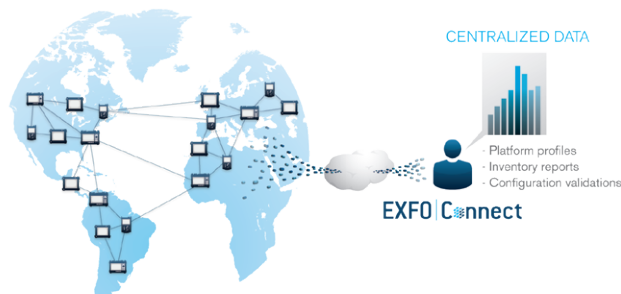 CENTRALIZED DATA
· Platform profiles
· Inventory reports
· Configuration validations
EXFO Connect